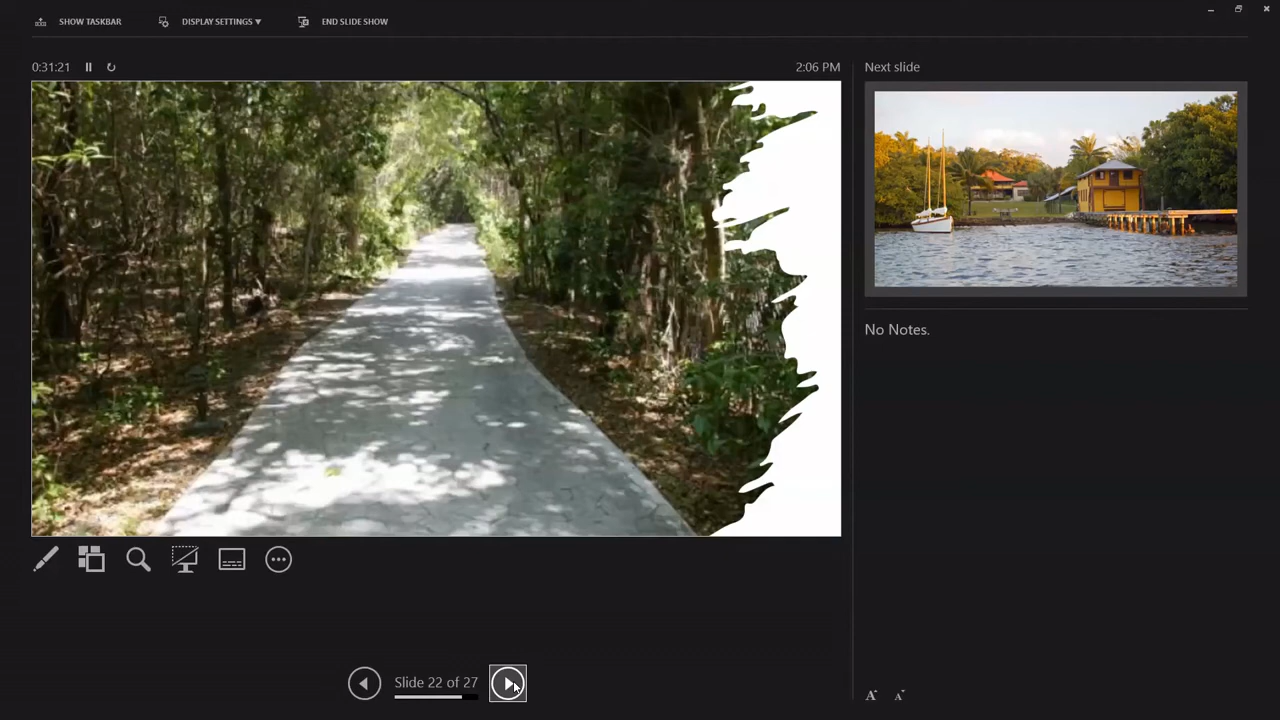 SHOW TASKBAR
DISPLAY SETTINGS ▼
END SLIDE SHOW
0:31:21
2:06 PM
Next slide
No Notes.
Slide 22 of 27
A
A